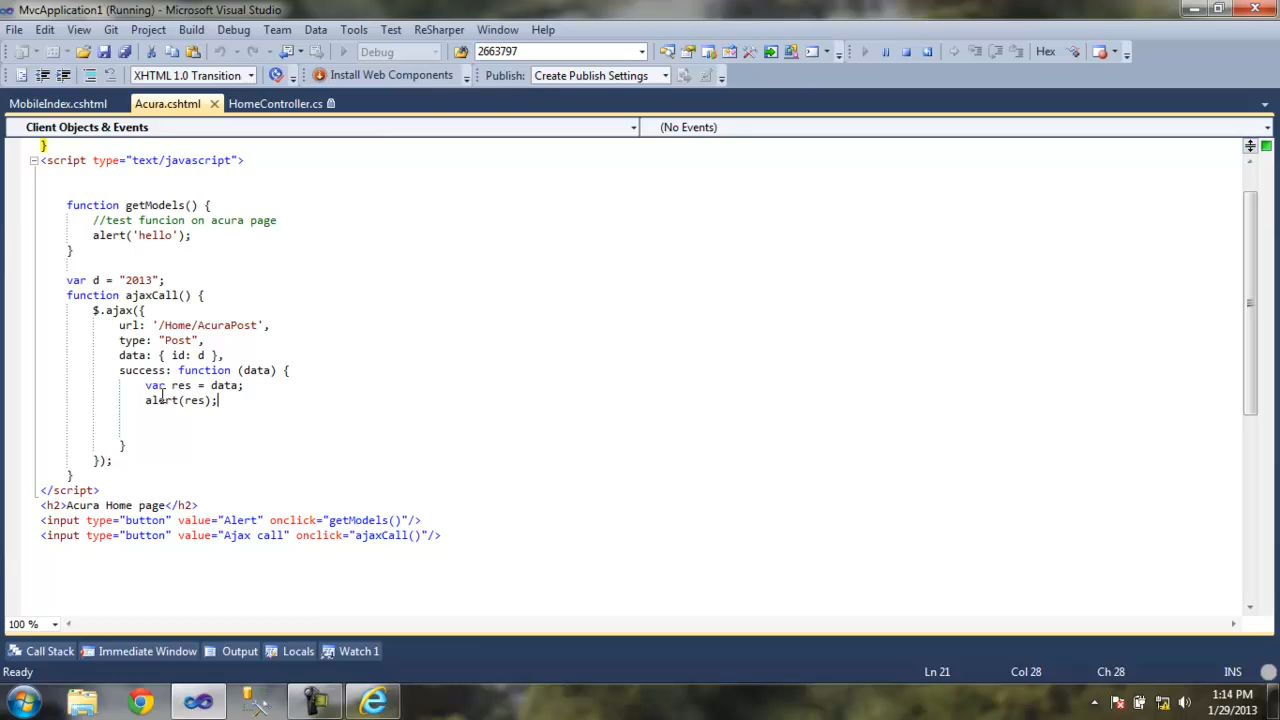 MvcApplication1 (Running) - Microsoft Visual Studio
File Edit View Git Project Build Debug Team Data Tools Test ReSharper Window Help
Debug 2663797 Hex
XHTML 1.0 Transition Install Web Components Publish: Create Publish Settings
MobileIndex.cshtml Acura.cshtml HomeController.cs
Client Objects & Events (No Events)
}
<script type="text/javascript">
function getModels() {
//test funcion on acura page
alert('hello');
}
var d = "2013";
function ajaxCall() {
$.ajax({
url: '/Home/AcuraPost',
type: "Post",
data: { id: d },
success: function (data) {
var res = data;
alert(res);
}
});
}
</script>
<h2>Acura Home page</h2>
<input type="button" value="Alert" onclick="getModels()"/>
<input type="button" value="Ajax call" onclick="ajaxCall()"/>
100 %
Call Stack Immediate Window Output Locals Watch 1
Ready Ln 21 Col 28 Ch 28 INS
1:14 PM
1/29/2013